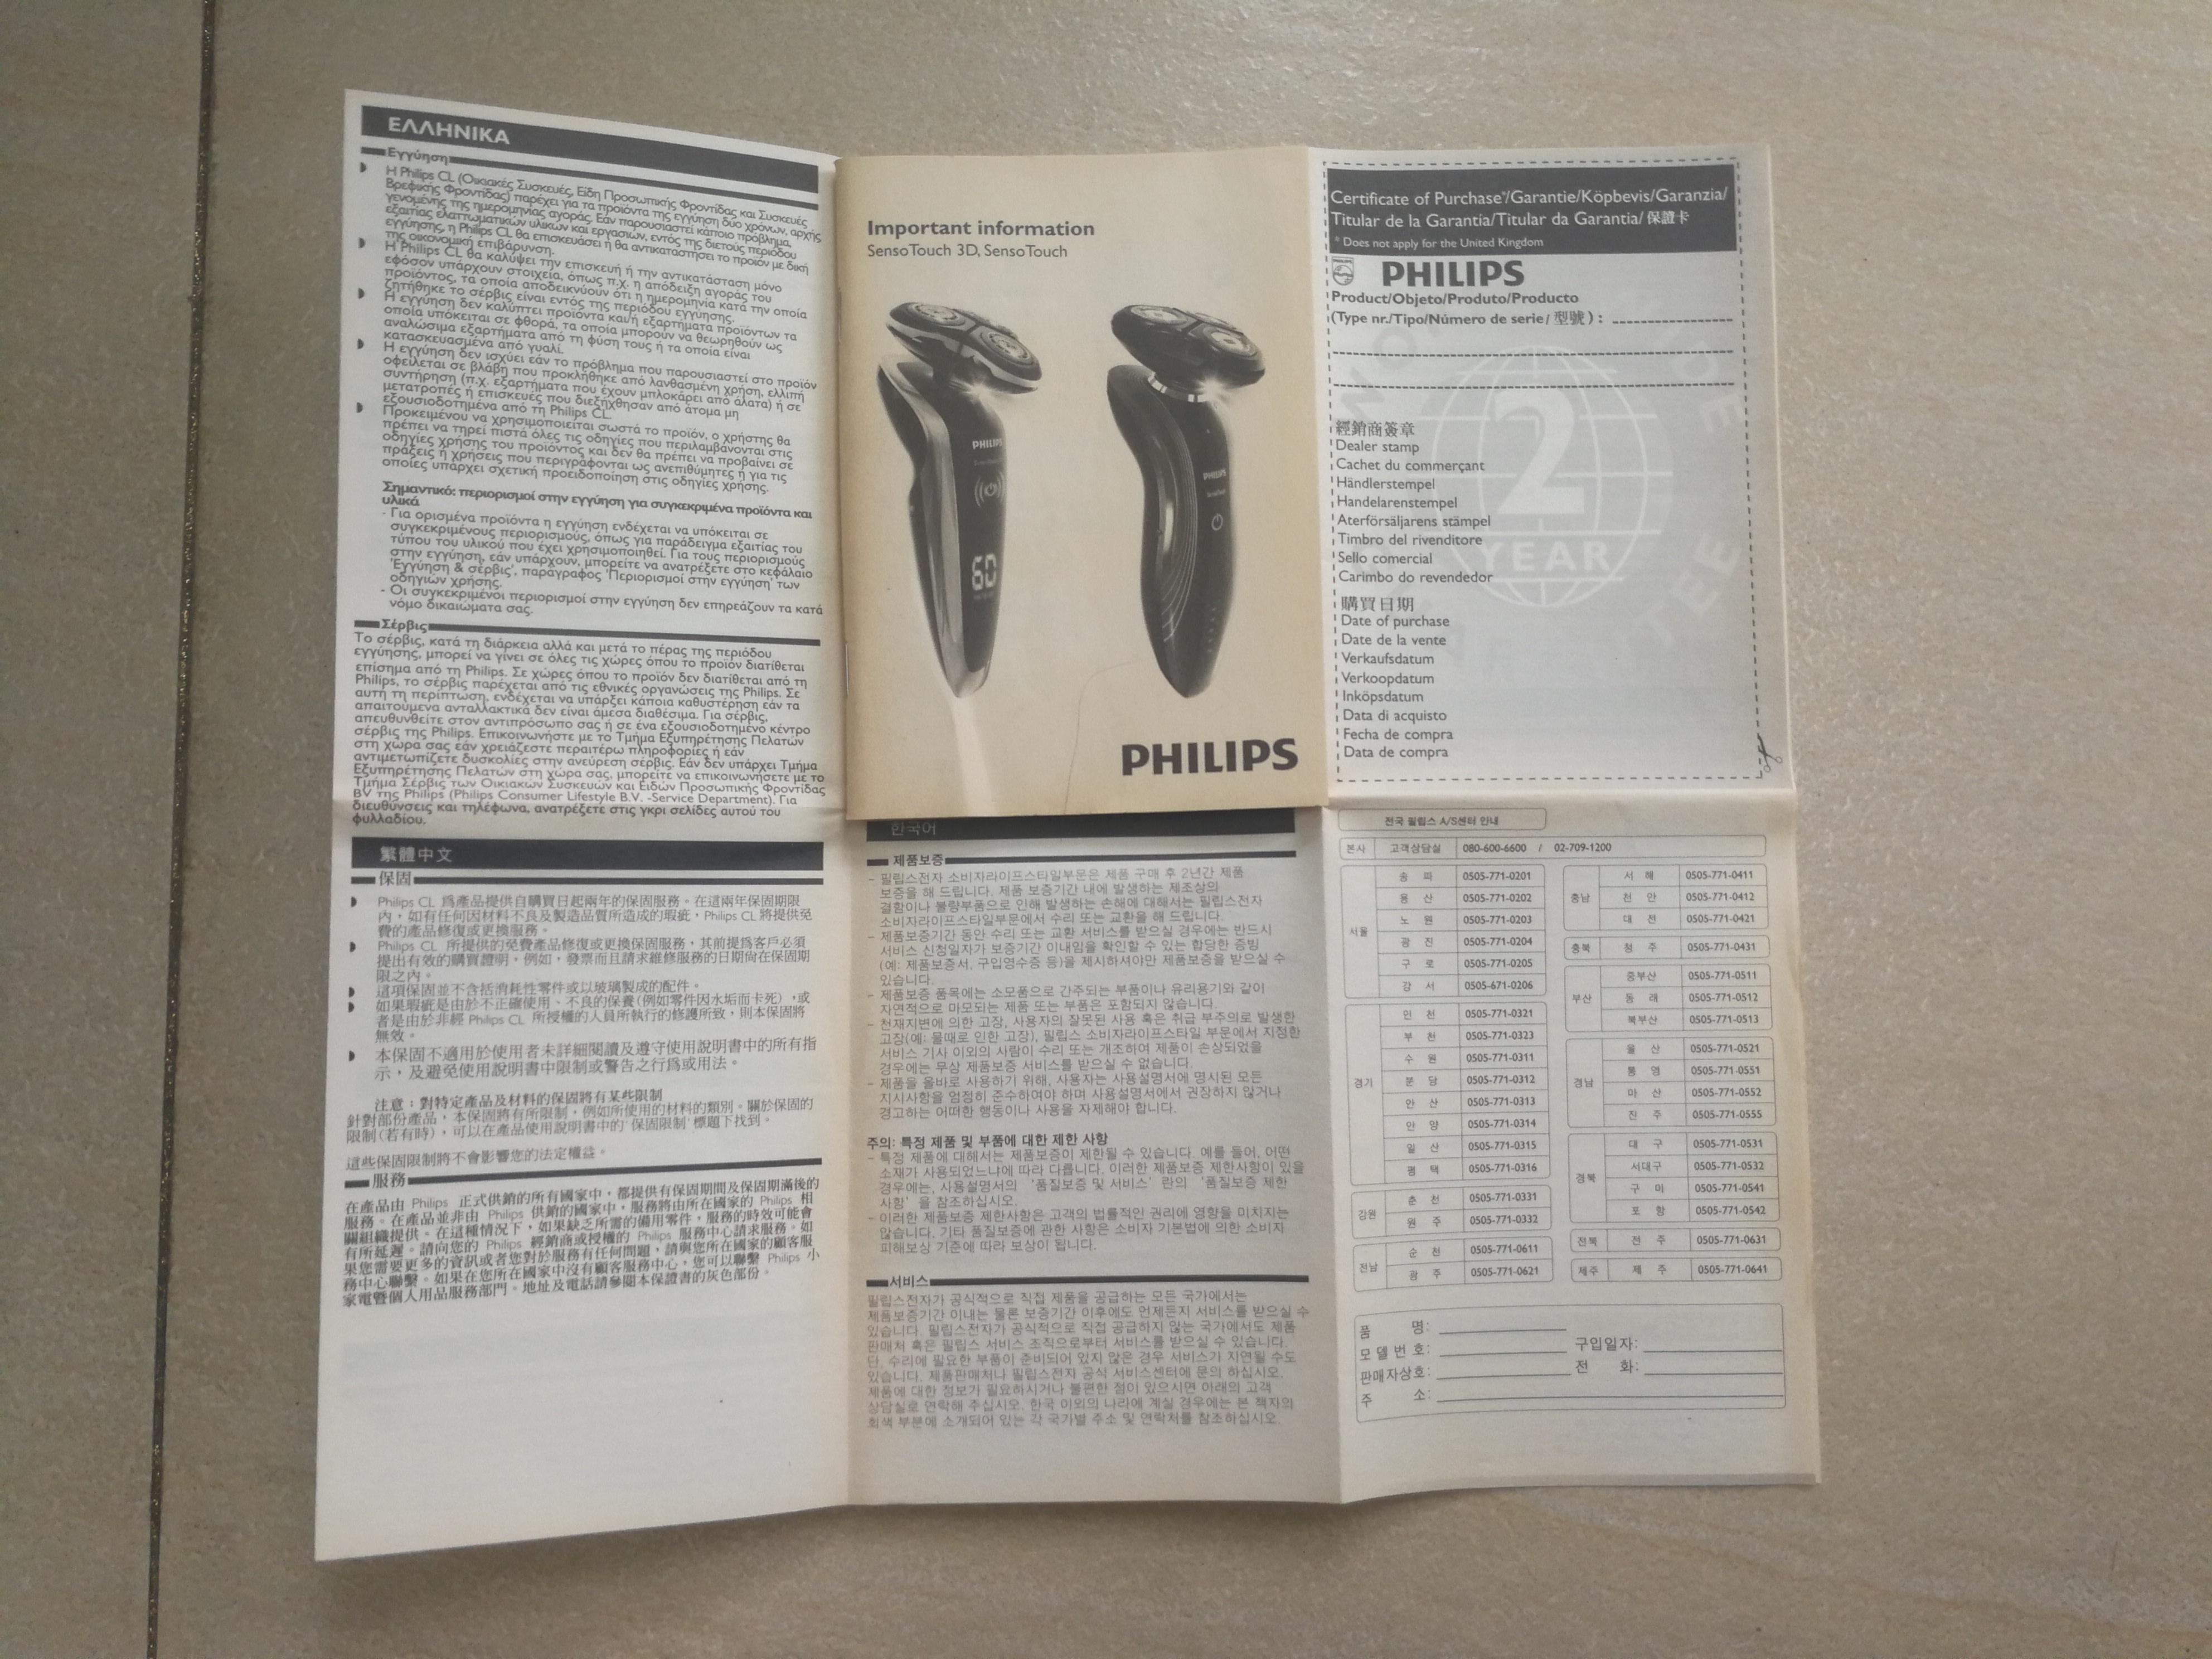 ΕΛΛΗΝΙΚΑ
Εγγύηση
Η Philips CL (Οικιακές Συσκευές, Είδη Προσωπικής Φροντίδας και Συσκευές
Βρεφικής Φροντίδας) παρέχει για τα προϊόντα της εγγύηση δύο χρόνων, αρχής
γενομένης της ημερομηνίας αγοράς. Εάν παρουσιαστεί κάποιο πρόβλημα,
εξαιτίας ελαττωματικών υλικών και εργασιών, εντός της διετούς περιόδου
εγγύησης, η Philips CL θα επισκευάσει ή θα αντικαταστήσει το προϊόν με δική
της οικονομική επιβάρυνση.
Η Philips CL θα καλύψει την επισκευή ή την αντικατάσταση μόνο
εφόσον υπάρχουν στοιχεία, όπως π.χ. η απόδειξη αγοράς του
προϊόντος, τα οποία αποδεικνύουν ότι η ημερομηνία κατά την οποία
ζητήθηκε το σέρβις είναι εντός της περιόδου εγγύησης.
Η εγγύηση δεν καλύπτει προϊόντα και/ή εξαρτήματα προϊόντων τα
οποία υπόκειται σε φθορά, τα οποία μπορούν να θεωρηθούν ως
αναλώσιμα εξαρτήματα από τη φύση τους ή τα οποία είναι
κατασκευασμένα από γυαλί.
Η εγγύηση δεν ισχύει εάν το πρόβλημα που παρουσιαστεί στο προϊόν
οφείλεται σε βλάβη που προκλήθηκε από λανθασμένη χρήση, ελλιπή
συντήρηση (π.χ. εξαρτήματα που έχουν μπλοκάρει από άλατα) ή σε
μετατροπές ή επισκευές που διεξήχθησαν από άτομα μη
εξουσιοδοτημένα από τη Philips CL.
Προκειμένου να χρησιμοποιείται σωστά το προϊόν, ο χρήστης θα
πρέπει να τηρεί πιστά όλες τις οδηγίες που περιλαμβάνονται στις
οδηγίες χρήσης του προϊόντος και δεν θα πρέπει να προβαίνει σε
πράξεις ή χρήσεις που περιγράφονται ως ανεπιθύμητες ή για τις
οποίες υπάρχει σχετική προειδοποίηση στις οδηγίες χρήσης.
Σημαντικό: περιορισμοί στην εγγύηση για συγκεκριμένα προϊόντα και
υλικά
- Για ορισμένα προϊόντα η εγγύηση ενδέχεται να υπόκειται σε
συγκεκριμένους περιορισμούς, όπως για παράδειγμα εξαιτίας του
τύπου του υλικού που έχει χρησιμοποιηθεί. Για τους περιορισμούς
στην εγγύηση, εάν υπάρχουν, μπορείτε να ανατρέξετε στο κεφάλαιο
'Εγγύηση & σέρβις', παράγραφος 'Περιορισμοί στην εγγύηση' των
οδηγιών χρήσης.
- Οι συγκεκριμένοι περιορισμοί στην εγγύηση δεν επηρεάζουν τα κατά
νόμο δικαιώματα σας.
Σέρβις
Το σέρβις, κατά τη διάρκεια αλλά και μετά το πέρας της περιόδου
εγγύησης, μπορεί να γίνει σε όλες τις χώρες όπου το προϊόν διατίθεται
επίσημα από τη Philips. Σε χώρες όπου το προϊόν δεν διατίθεται από τη
Philips, το σέρβις παρέχεται από τις εθνικές οργανώσεις της Philips. Σε
αυτή τη περίπτωση, ενδέχεται να υπάρξει κάποια καθυστέρηση εάν τα
απαιτούμενα ανταλλακτικά δεν είναι άμεσα διαθέσιμα. Για σέρβις,
απευθυνθείτε στον αντιπρόσωπο σας ή σε ένα εξουσιοδοτημένο κέντρο
σέρβις της Philips. Επικοινωνήστε με το Τμήμα Εξυπηρέτησης Πελατών
στη χώρα σας εάν χρειάζεστε περαιτέρω πληροφορίες ή εάν
αντιμετωπίζετε δυσκολίες στην ανεύρεση σέρβις. Εάν δεν υπάρχει Τμήμα
Εξυπηρέτησης Πελατών στη χώρα σας, μπορείτε να επικοινωνήσετε με το
Τμήμα Σέρβις των Οικιακών Συσκευών και Ειδών Προσωπικής Φροντίδας
BV της Philips (Philips Consumer Lifestyle B.V. -Service Department). Για
διευθύνσεις και τηλέφωνα, ανατρέξετε στις γκρι σελίδες αυτού του
φυλλαδίου.
繁體中文
保固
Philips CL 爲產品提供自購買日起兩年的保固服務。在這兩年保固期限
內，如有任何因材料不良及製造品質所造成的瑕疵，Philips CL 將提供免
費的產品修復或更換服務。
Philips CL 所提供的免費產品修復或更換保固服務，其前提爲客戶必須
提出有效的購買證明，例如，發票而且請求維修服務的日期尚在保固期
限之內。
這項保固並不含括消耗性零件或以玻璃製成的配件。
如果瑕疵是由於不正確使用、不良的保養(例如零件因水垢而卡死)，或
者是由於非經 Philips CL 所授權的人員所執行的修護所致，則本保固將
無效。
本保固不適用於使用者未詳細閱讀及遵守使用說明書中的所有指
示，及避免使用說明書中限制或警告之行爲或用法。
注意：對特定產品及材料的保固將有某些限制
針對部份產品，本保固將有所限制，例如所使用的材料的類別。關於保固的
限制(若有時)，可以在產品使用說明書中的'保固限制'標題下找到。
這些保固限制將不會影響您的法定權益。
服務
在產品由 Philips 正式供銷的所有國家中，都提供有保固期間及保固期滿後的
服務。在產品並非由 Philips 供銷的國家中，服務將由所在國家的 Philips 相
關組織提供。在這種情況下，如果缺乏所需的備用零件，服務的時效可能會
有所延遲。請向您的 Philips 經銷商或授權的 Philips 服務中心請求服務。如
果您需要更多的資訊或者您對於服務有任何問題，請與您所在國家的顧客服
務中心聯繫。如果在您所在國家中沒有顧客服務中心，您可以聯繫 Philips 小
家電暨個人用品服務部門。地址及電話請參閱本保證書的灰色部份。
Important information
SensoTouch 3D, SensoTouch
PHILIPS
60
PHILIPS
SensoTouch
PHILIPS
한국어
제품보증
- 필립스전자 소비자라이프스타일부문은 제품 구매 후 2년간 제품
보증을 해 드립니다. 제품 보증기간 내에 발생하는 제조상의
결함이나 불량부품으로 인해 발생하는 손해에 대해서는 필립스전자
소비자라이프스타일부문에서 수리 또는 교환을 해 드립니다.
- 제품보증기간 동안 수리 또는 교환 서비스를 받으실 경우에는 반드시
서비스 신청일자가 보증기간 이내임을 확인할 수 있는 합당한 증빙
(예: 제품보증서, 구입영수증 등)을 제시하셔야만 제품보증을 받으실 수
있습니다.
- 제품보증 품목에는 소모품으로 간주되는 부품이나 유리용기와 같이
자연적으로 마모되는 제품 또는 부품은 포함되지 않습니다.
- 천재지변에 의한 고장, 사용자의 잘못된 사용 혹은 취급 부주의로 발생한
고장(예: 물때로 인한 고장), 필립스 소비자라이프스타일 부문에서 지정한
서비스 기사 이외의 사람이 수리 또는 개조하여 제품이 손상되었을
경우에는 무상 제품보증 서비스를 받으실 수 없습니다.
- 제품을 올바로 사용하기 위해, 사용자는 사용설명서에 명시된 모든
지시사항을 엄정히 준수하여야 하며 사용설명서에서 권장하지 않거나
경고하는 어떠한 행동이나 사용을 자제해야 합니다.
주의: 특정 제품 및 부품에 대한 제한 사항
- 특정 제품에 대해서는 제품보증이 제한될 수 있습니다. 예를 들어, 어떤
소재가 사용되었느냐에 따라 다릅니다. 이러한 제품보증 제한사항이 있을
경우에는, 사용설명서의 '품질보증 및 서비스' 란의 '품질보증 제한
사항' 을 참조하십시오.
- 이러한 제품보증 제한사항은 고객의 법률적인 권리에 영향을 미치지는
않습니다. 기타 품질보증에 관한 사항은 소비자 기본법에 의한 소비자
피해보상 기준에 따라 보상이 됩니다.
서비스
필립스전자가 공식적으로 직접 제품을 공급하는 모든 국가에서는
제품보증기간 이내는 물론 보증기간 이후에도 언제든지 서비스를 받으실 수
있습니다. 필립스전자가 공식적으로 직접 공급하지 않는 국가에서도 제품
판매처 혹은 필립스 서비스 조직으로부터 서비스를 받으실 수 있습니다.
단, 수리에 필요한 부품이 준비되어 있지 않은 경우 서비스가 지연될 수도
있습니다. 제품판매처나 필립스전자 공식 서비스센터에 문의 하십시오.
제품에 대한 정보가 필요하시거나 불편한 점이 있으시면 아래의 고객
상담실로 연락해 주십시오. 한국 이외의 나라에 계실 경우에는 본 책자의
회색 부분에 소개되어 있는 각 국가별 주소 및 연락처를 참조하십시오.
Certificate of Purchase*/Garantie/Köpbevis/Garanzia/
Titular de la Garantía/Titular da Garantia/ 保證卡
* Does not apply for the United Kingdom
PHILIPS
Product/Objeto/Produto/Producto
(Type nr./Tipo/Número de serie/ 型號 ) :
2
YEAR
經銷商簽章
Dealer stamp
Cachet du commerçant
Händlerstempel
Handelarenstempel
Aterförsäljarens stämpel
Timbro del rivenditore
Sello comercial
Carimbo do revendedor
購買日期
Date of purchase
Date de la vente
Verkaufsdatum
Verkoopdatum
Inköpsdatum
Data di acquisto
Fecha de compra
Data de compra
전국 필립스 A/S센터 안내
본사 고객상담실 080-600-6600 / 02-709-1200
서울
송 파 0505-771-0201
용 산 0505-771-0202
노 원 0505-771-0203
광 진 0505-771-0204
구 로 0505-771-0205
강 서 0505-671-0206
경기
인 천 0505-771-0321
부 천 0505-771-0323
수 원 0505-771-0311
분 당 0505-771-0312
안 산 0505-771-0313
안 양 0505-771-0314
일 산 0505-771-0315
평 택 0505-771-0316
강원
춘 천 0505-771-0331
원 주 0505-771-0332
전남
순 천 0505-771-0611
광 주 0505-771-0621
충남
서 해 0505-771-0411
천 안 0505-771-0412
대 전 0505-771-0421
충북 청 주 0505-771-0431
부산
중부산 0505-771-0511
동 래 0505-771-0512
북부산 0505-771-0513
경남
울 산 0505-771-0521
통 영 0505-771-0551
마 산 0505-771-0552
진 주 0505-771-0555
경북
대 구 0505-771-0531
서대구 0505-771-0532
구 미 0505-771-0541
포 항 0505-771-0542
전북 전 주 0505-771-0631
제주 제 주 0505-771-0641
품 명:
모델번호: 구입일자:
판매자상호: 전 화:
주 소: